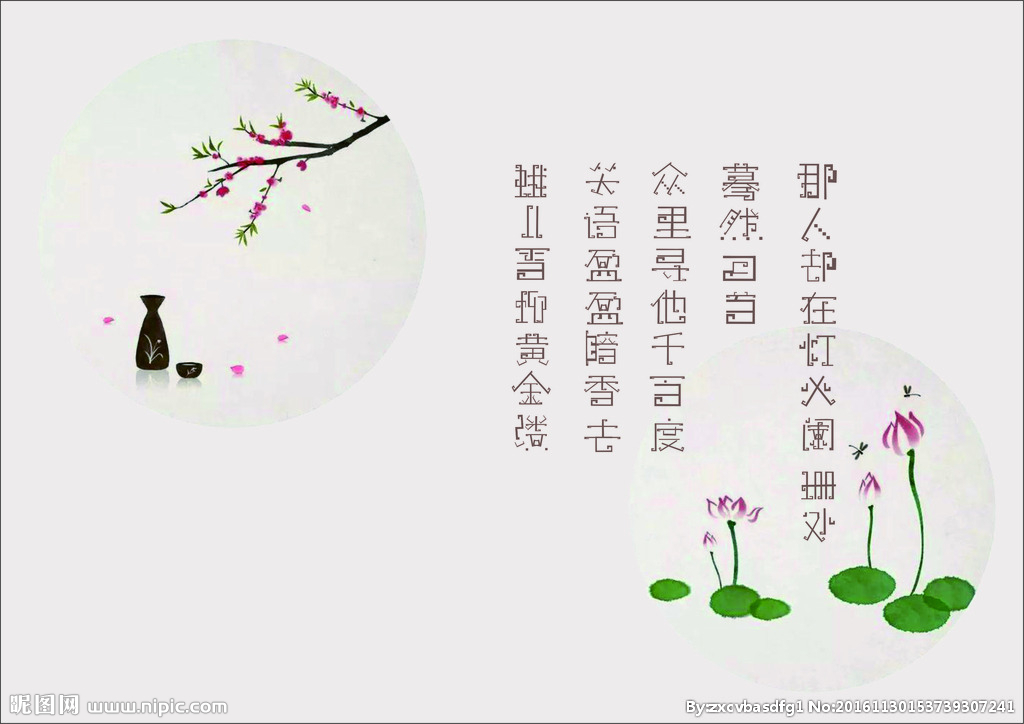 蛾儿雪柳黄金缕
笑语盈盈暗香去
众里寻他千百度
蓦然回首
那人却在灯火阑珊处
昵图网 www.nipic.com
By:zxcvbasdfg1 No:20161130153739307241